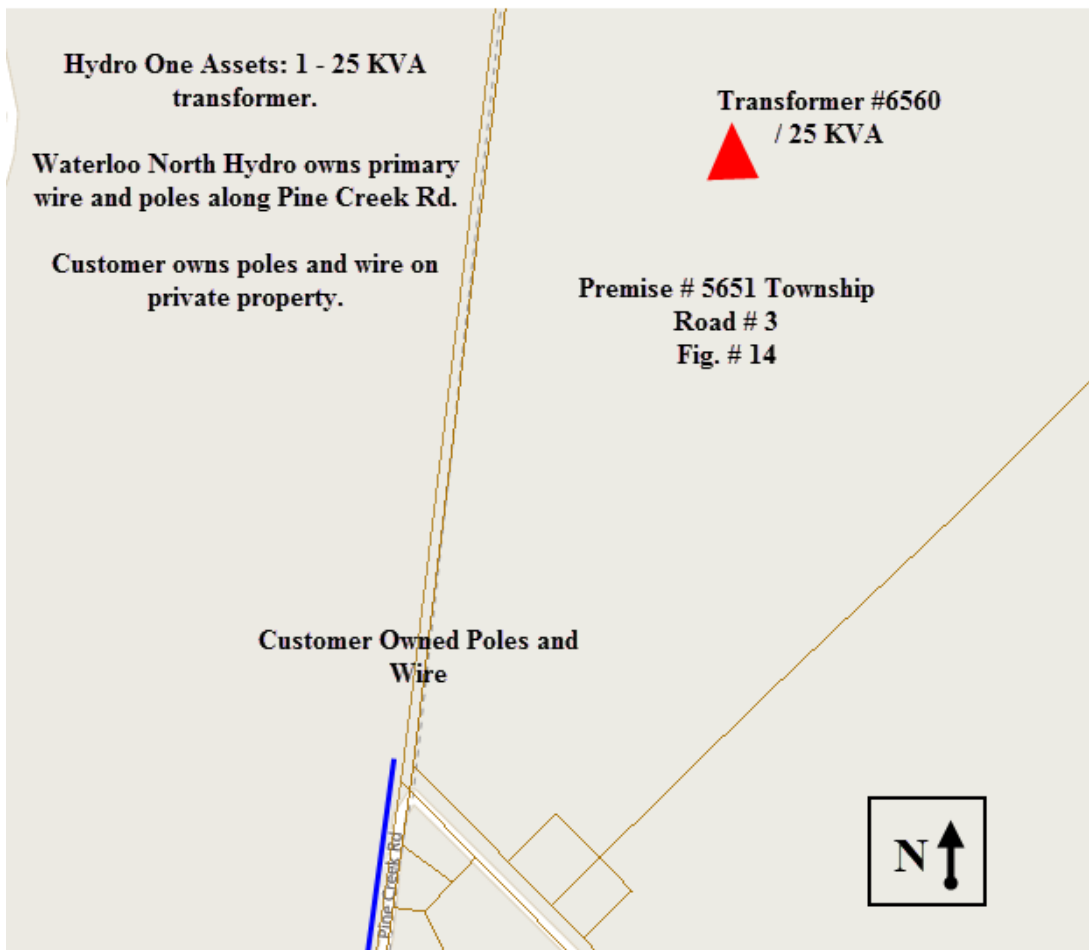 Hydro One Assets: 1 - 25 KVA
transformer.
Waterloo North Hydro owns primary
wire and poles along Pine Creek Rd.
Customer owns poles and wire on
private property.
Transformer #6560
/ 25 KVA
Premise # 5651 Township
Road # 3
Fig. # 14
Customer Owned Poles and
Wire
Pine Creek Rd
N